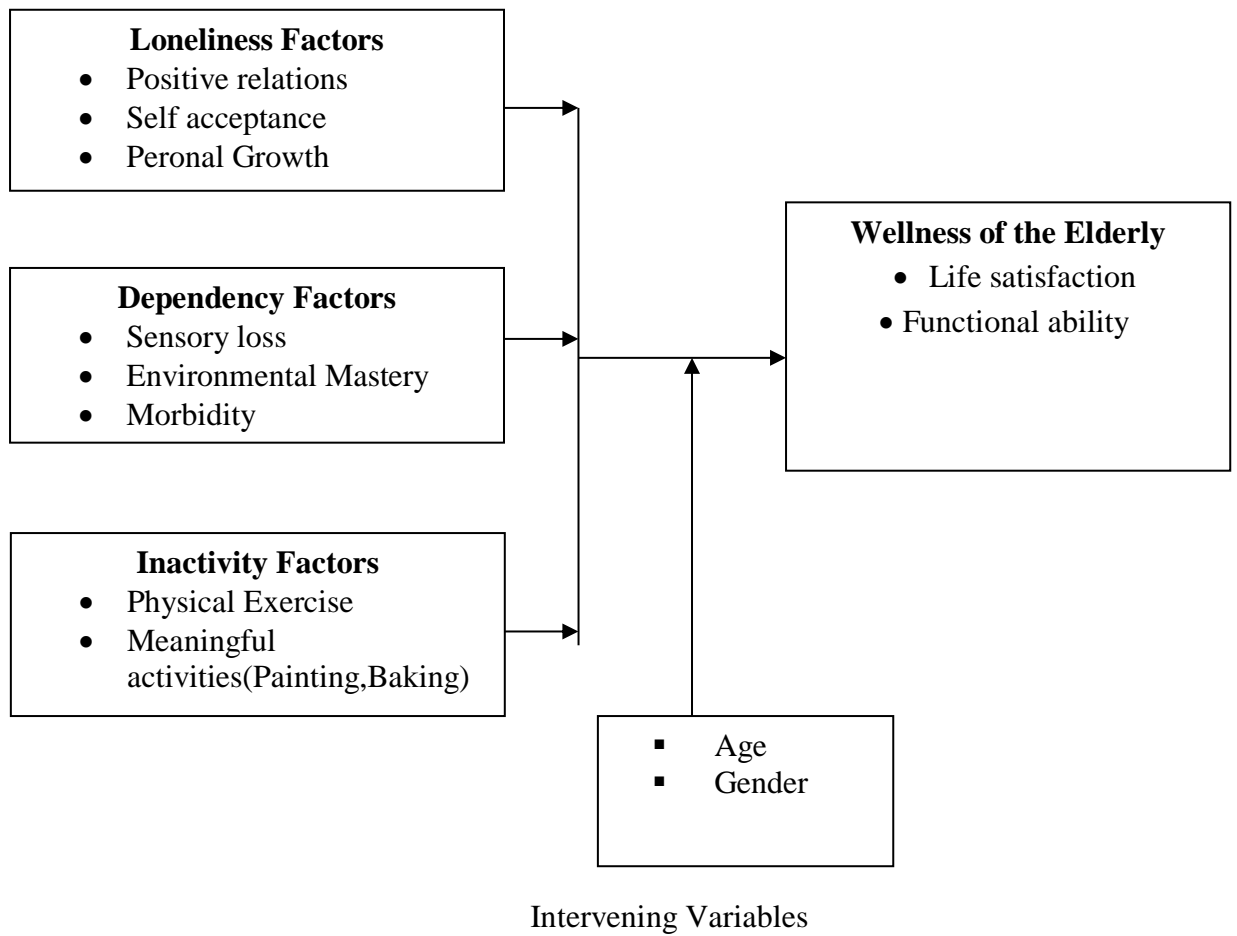 Loneliness Factors
• Positive relations
• Self acceptance
• Peronal Growth
Dependency Factors
• Sensory loss
• Environmental Mastery
• Morbidity
Inactivity Factors
• Physical Exercise
• Meaningful
activities(Painting,Baking)
Wellness of the Elderly
• Life satisfaction
• Functional ability
▪ Age
▪ Gender
Intervening Variables